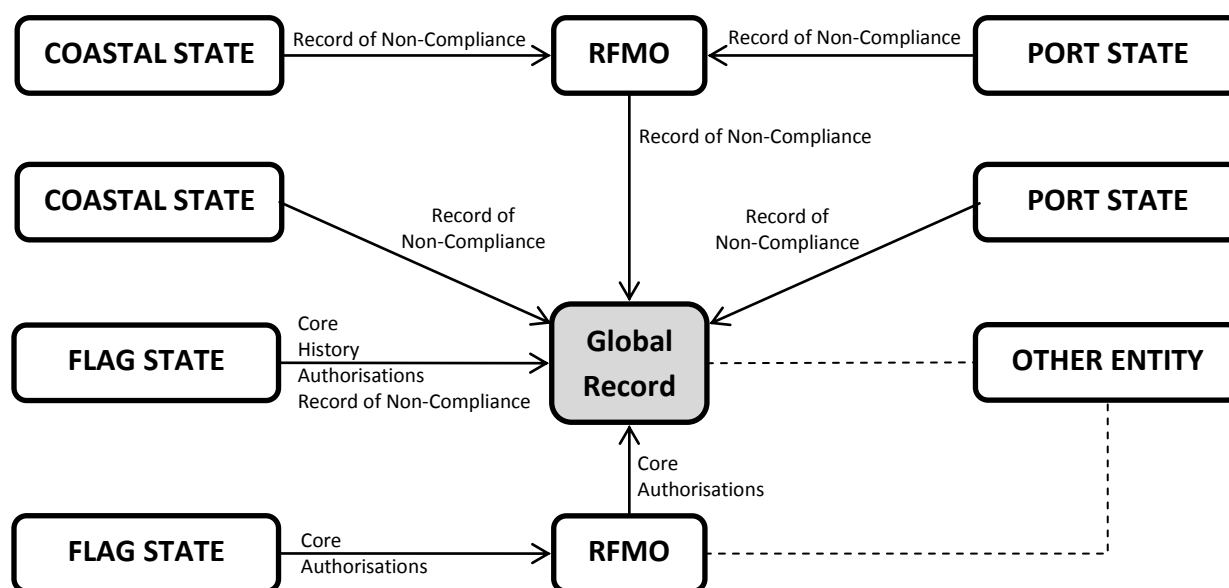 COASTAL STATE
Record of Non-Compliance
RFMO
Record of Non-Compliance
PORT STATE
Record of Non-Compliance
COASTAL STATE
Record of
Non-Compliance
Record of
Non-Compliance
PORT STATE
FLAG STATE
Core
History
Authorisations
Record of Non-Compliance
Global
Record
OTHER ENTITY
Core
Authorisations
FLAG STATE
Core
Authorisations
RFMO